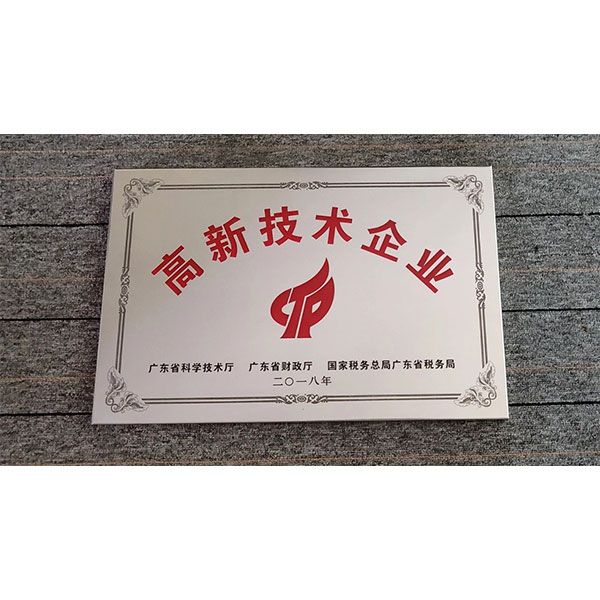 高新技术企业
广东省科学技术厅 广东省财政厅 国家税务总局广东省税务局
二〇一八年